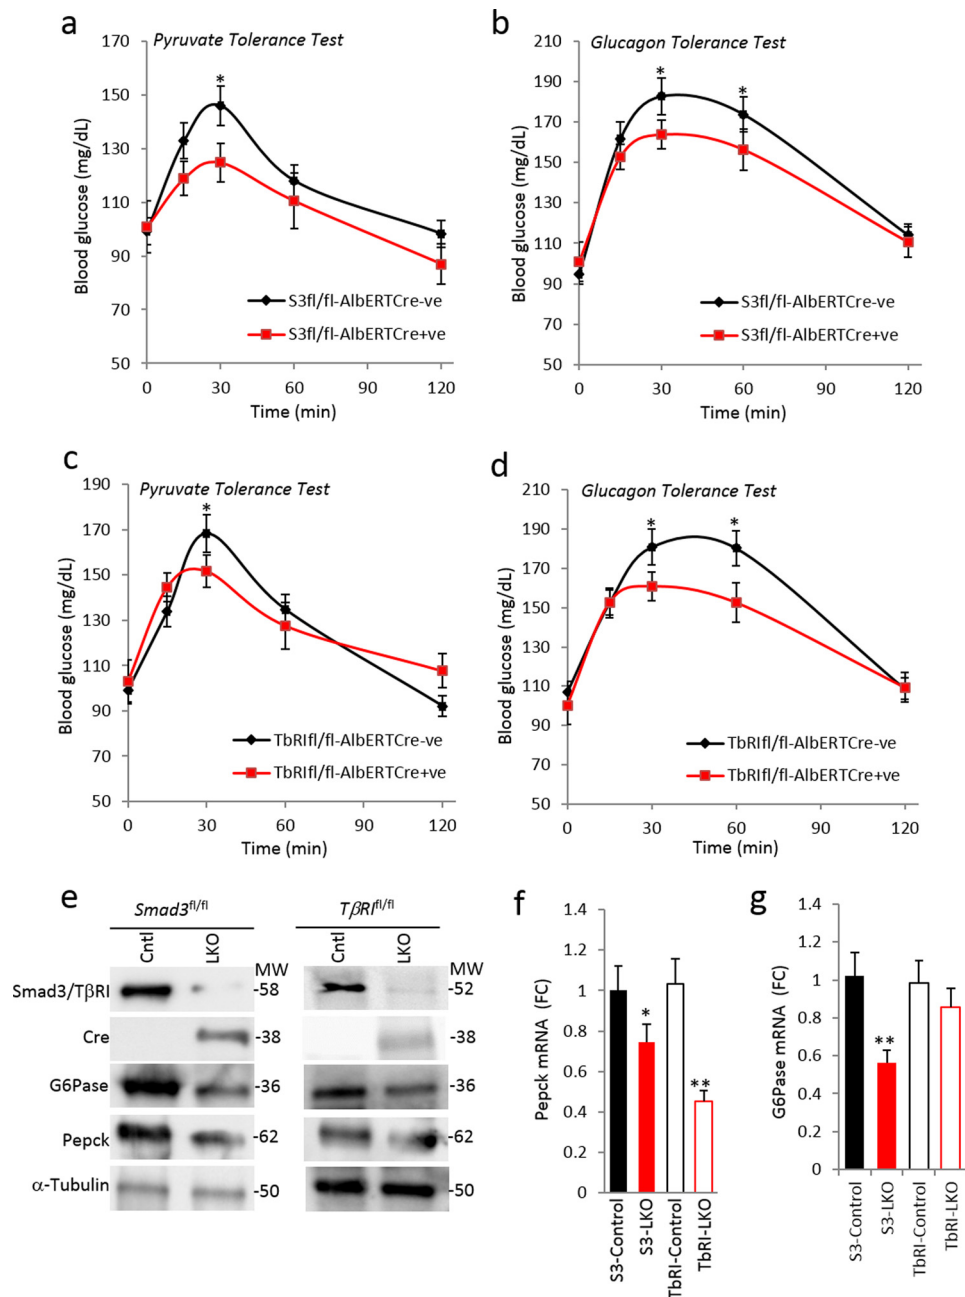 a
Pyruvate Tolerance Test
170
150
130
110
90
70
50
*
Blood glucose (mg/dL)
S3fl/fl-AlbERTCre-ve
S3fl/fl-AlbERTCre+ve
0 30 60 90 120
Time (min)
b
Glucagon Tolerance Test
210
190
170
150
130
110
90
70
50
* *
Blood glucose (mg/dL)
S3fl/fl-AlbERTCre-ve
S3fl/fl-AlbERTCre+ve
0 30 60 90 120
Time (min)
c
Pyruvate Tolerance Test
190
170
150
130
110
90
70
50
*
Blood glucose (mg/dL)
TbRIfl/fl-AlbERTCre-ve
TbRIfl/fl-AlbERTCre+ve
0 30 60 90 120
Time (min)
d
Glucagon Tolerance Test
210
190
170
150
130
110
90
70
50
* *
Blood glucose (mg/dL)
TbRIfl/fl-AlbERTCre-ve
TbRIfl/fl-AlbERTCre+ve
0 30 60 90 120
Time (min)
e
Smad3fl/fl TβRIfl/fl
Cntl LKO MW Cntl LKO MW
Smad3/TβRI -58 -52
Cre -38 -38
G6Pase -36 -36
Pepck -62 -62
α-Tubulin -50 -50
f
1.4
1.2
1
0.8
0.6
0.4
0.2
0
* **
Pepck mRNA (FC)
S3-Control
S3-LKO
TbRI-Control
TbRI-LKO
g
1.4
1.2
1
0.8
0.6
0.4
0.2
0
**
G6Pase mRNA (FC)
S3-Control
S3-LKO
TbRI-Control
TbRI-LKO